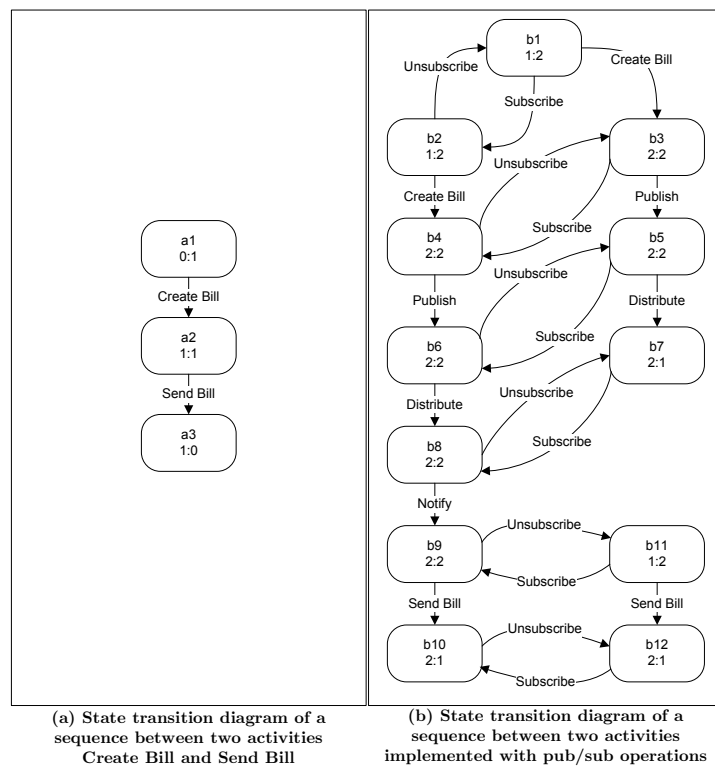 a1
0:1
Create Bill
a2
1:1
Send Bill
a3
1:0
(a) State transition diagram of a
sequence between two activities
Create Bill and Send Bill
b1
1:2
Unsubscribe
Create Bill
Subscribe
b2
1:2
b3
2:2
Unsubscribe
Create Bill
Publish
Subscribe
b4
2:2
b5
2:2
Unsubscribe
Publish
Distribute
Subscribe
b6
2:2
b7
2:1
Unsubscribe
Distribute
Subscribe
b8
2:2
Notify
Unsubscribe
b9
2:2
b11
1:2
Subscribe
Send Bill
Send Bill
Unsubscribe
b10
2:1
b12
2:1
Subscribe
(b) State transition diagram of a
sequence between two activities
implemented with pub/sub operations